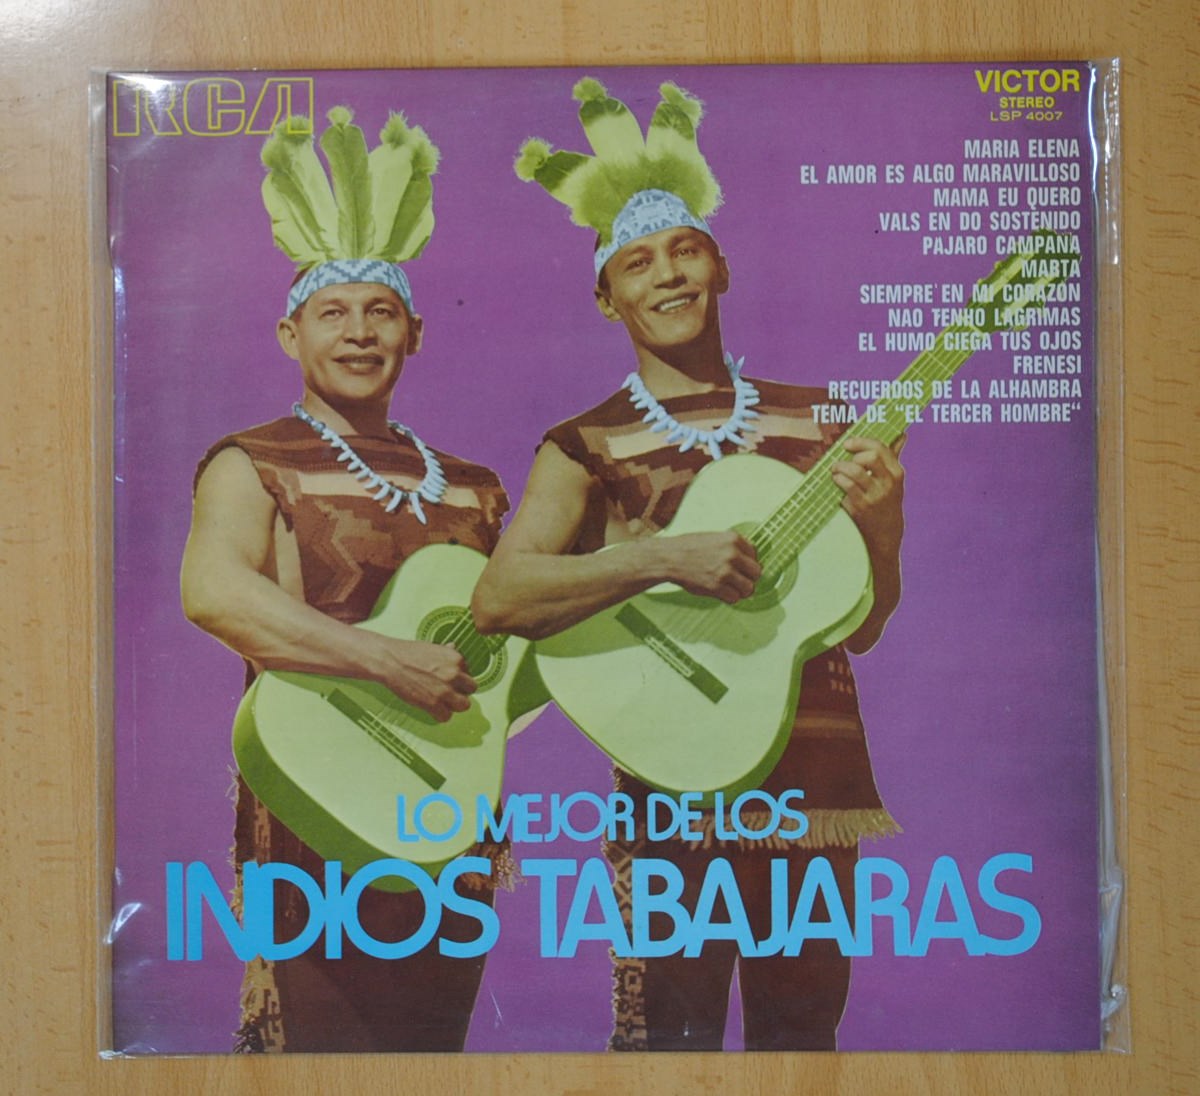 RCA
VICTOR
STEREO
LSP 4007
MARIA ELENA
EL AMOR ES ALGO MARAVILLOSO
MAMA EU QUERO
VALS EN DO SOSTENIDO
PAJARO CAMPANA
MARTA
SIEMPRE EN MI CORAZÓN
NAO TENHO LAGRIMAS
EL HUMO CIEGA TUS OJOS
FRENESI
RECUERDOS DE LA ALHAMBRA
TEMA DE "EL TERCER HOMBRE"
LO MEJOR DE LOS
INDIOS TABAJARAS